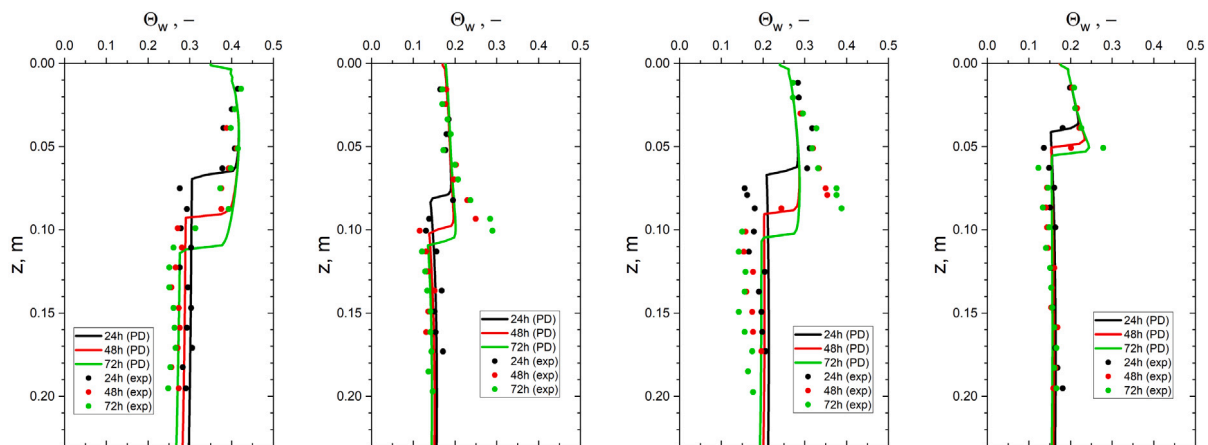 Θw , –
0.0 0.1 0.2 0.3 0.4 0.5
0.00
0.05
0.10
0.15
0.20
z, m
24h (PD)
48h (PD)
72h (PD)
24h (exp)
48h (exp)
72h (exp)
Θw , –
0.0 0.1 0.2 0.3 0.4 0.5
0.00
0.05
0.10
0.15
0.20
z, m
24h (PD)
48h (PD)
72h (PD)
24h (exp)
48h (exp)
72h (exp)
Θw , –
0.0 0.1 0.2 0.3 0.4 0.5
0.00
0.05
0.10
0.15
0.20
z, m
24h (PD)
48h (PD)
72h (PD)
24h (exp)
48h (exp)
72h (exp)
Θw , –
0.0 0.1 0.2 0.3 0.4 0.5
0.00
0.05
0.10
0.15
0.20
z, m
24h (PD)
48h (PD)
72h (PD)
24h (exp)
48h (exp)
72h (exp)